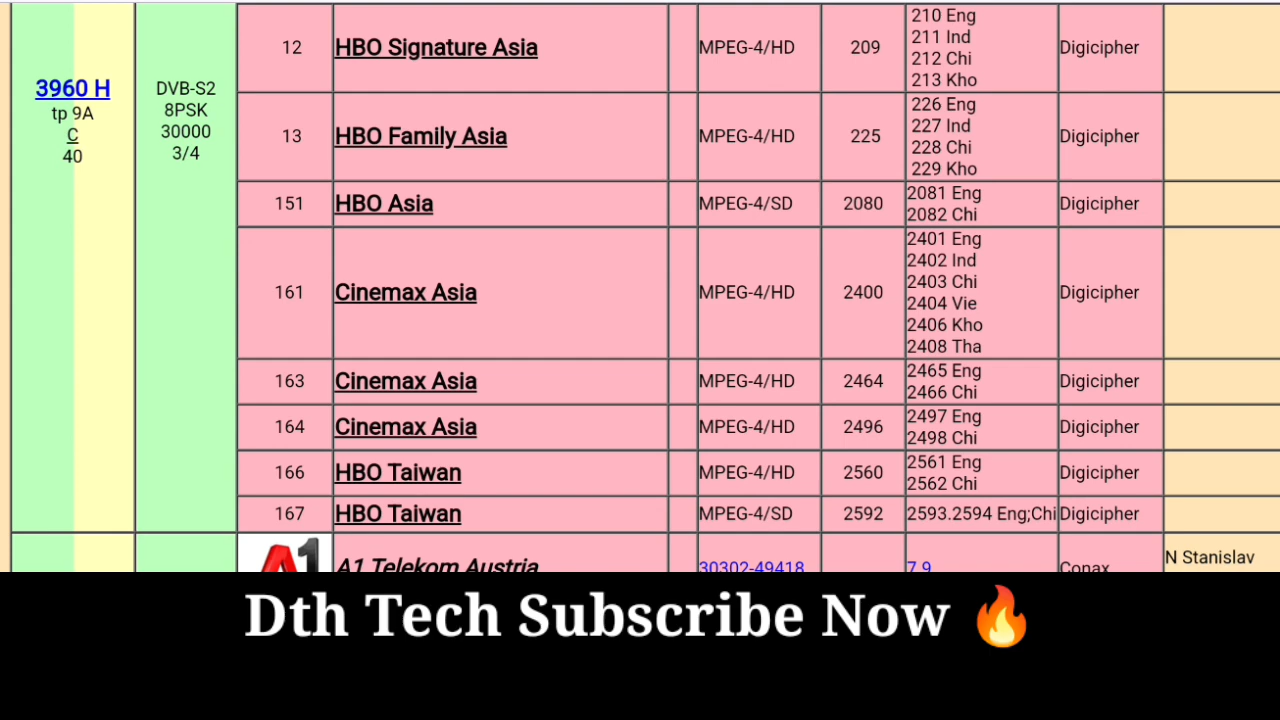 3960 H
tp 9A
C
40
DVB-S2
8PSK
30000
3/4
12 HBO Signature Asia MPEG-4/HD 209 210 Eng Digicipher
211 Ind
212 Chi
213 Kho
13 HBO Family Asia MPEG-4/HD 225 226 Eng Digicipher
227 Ind
228 Chi
229 Kho
151 HBO Asia MPEG-4/SD 2080 2081 Eng Digicipher
2082 Chi
161 Cinemax Asia MPEG-4/HD 2400 2401 Eng Digicipher
2402 Ind
2403 Chi
2404 Vie
2406 Kho
2408 Tha
163 Cinemax Asia MPEG-4/HD 2464 2465 Eng Digicipher
2466 Chi
164 Cinemax Asia MPEG-4/HD 2496 2497 Eng Digicipher
2498 Chi
166 HBO Taiwan MPEG-4/HD 2560 2561 Eng Digicipher
2562 Chi
167 HBO Taiwan MPEG-4/SD 2592 2593.2594 Eng;Chi Digicipher
A1 A1 Telekom Austria 30302-49418 7.9 Conax N Stanislav
Dth Tech Subscribe Now 🔥